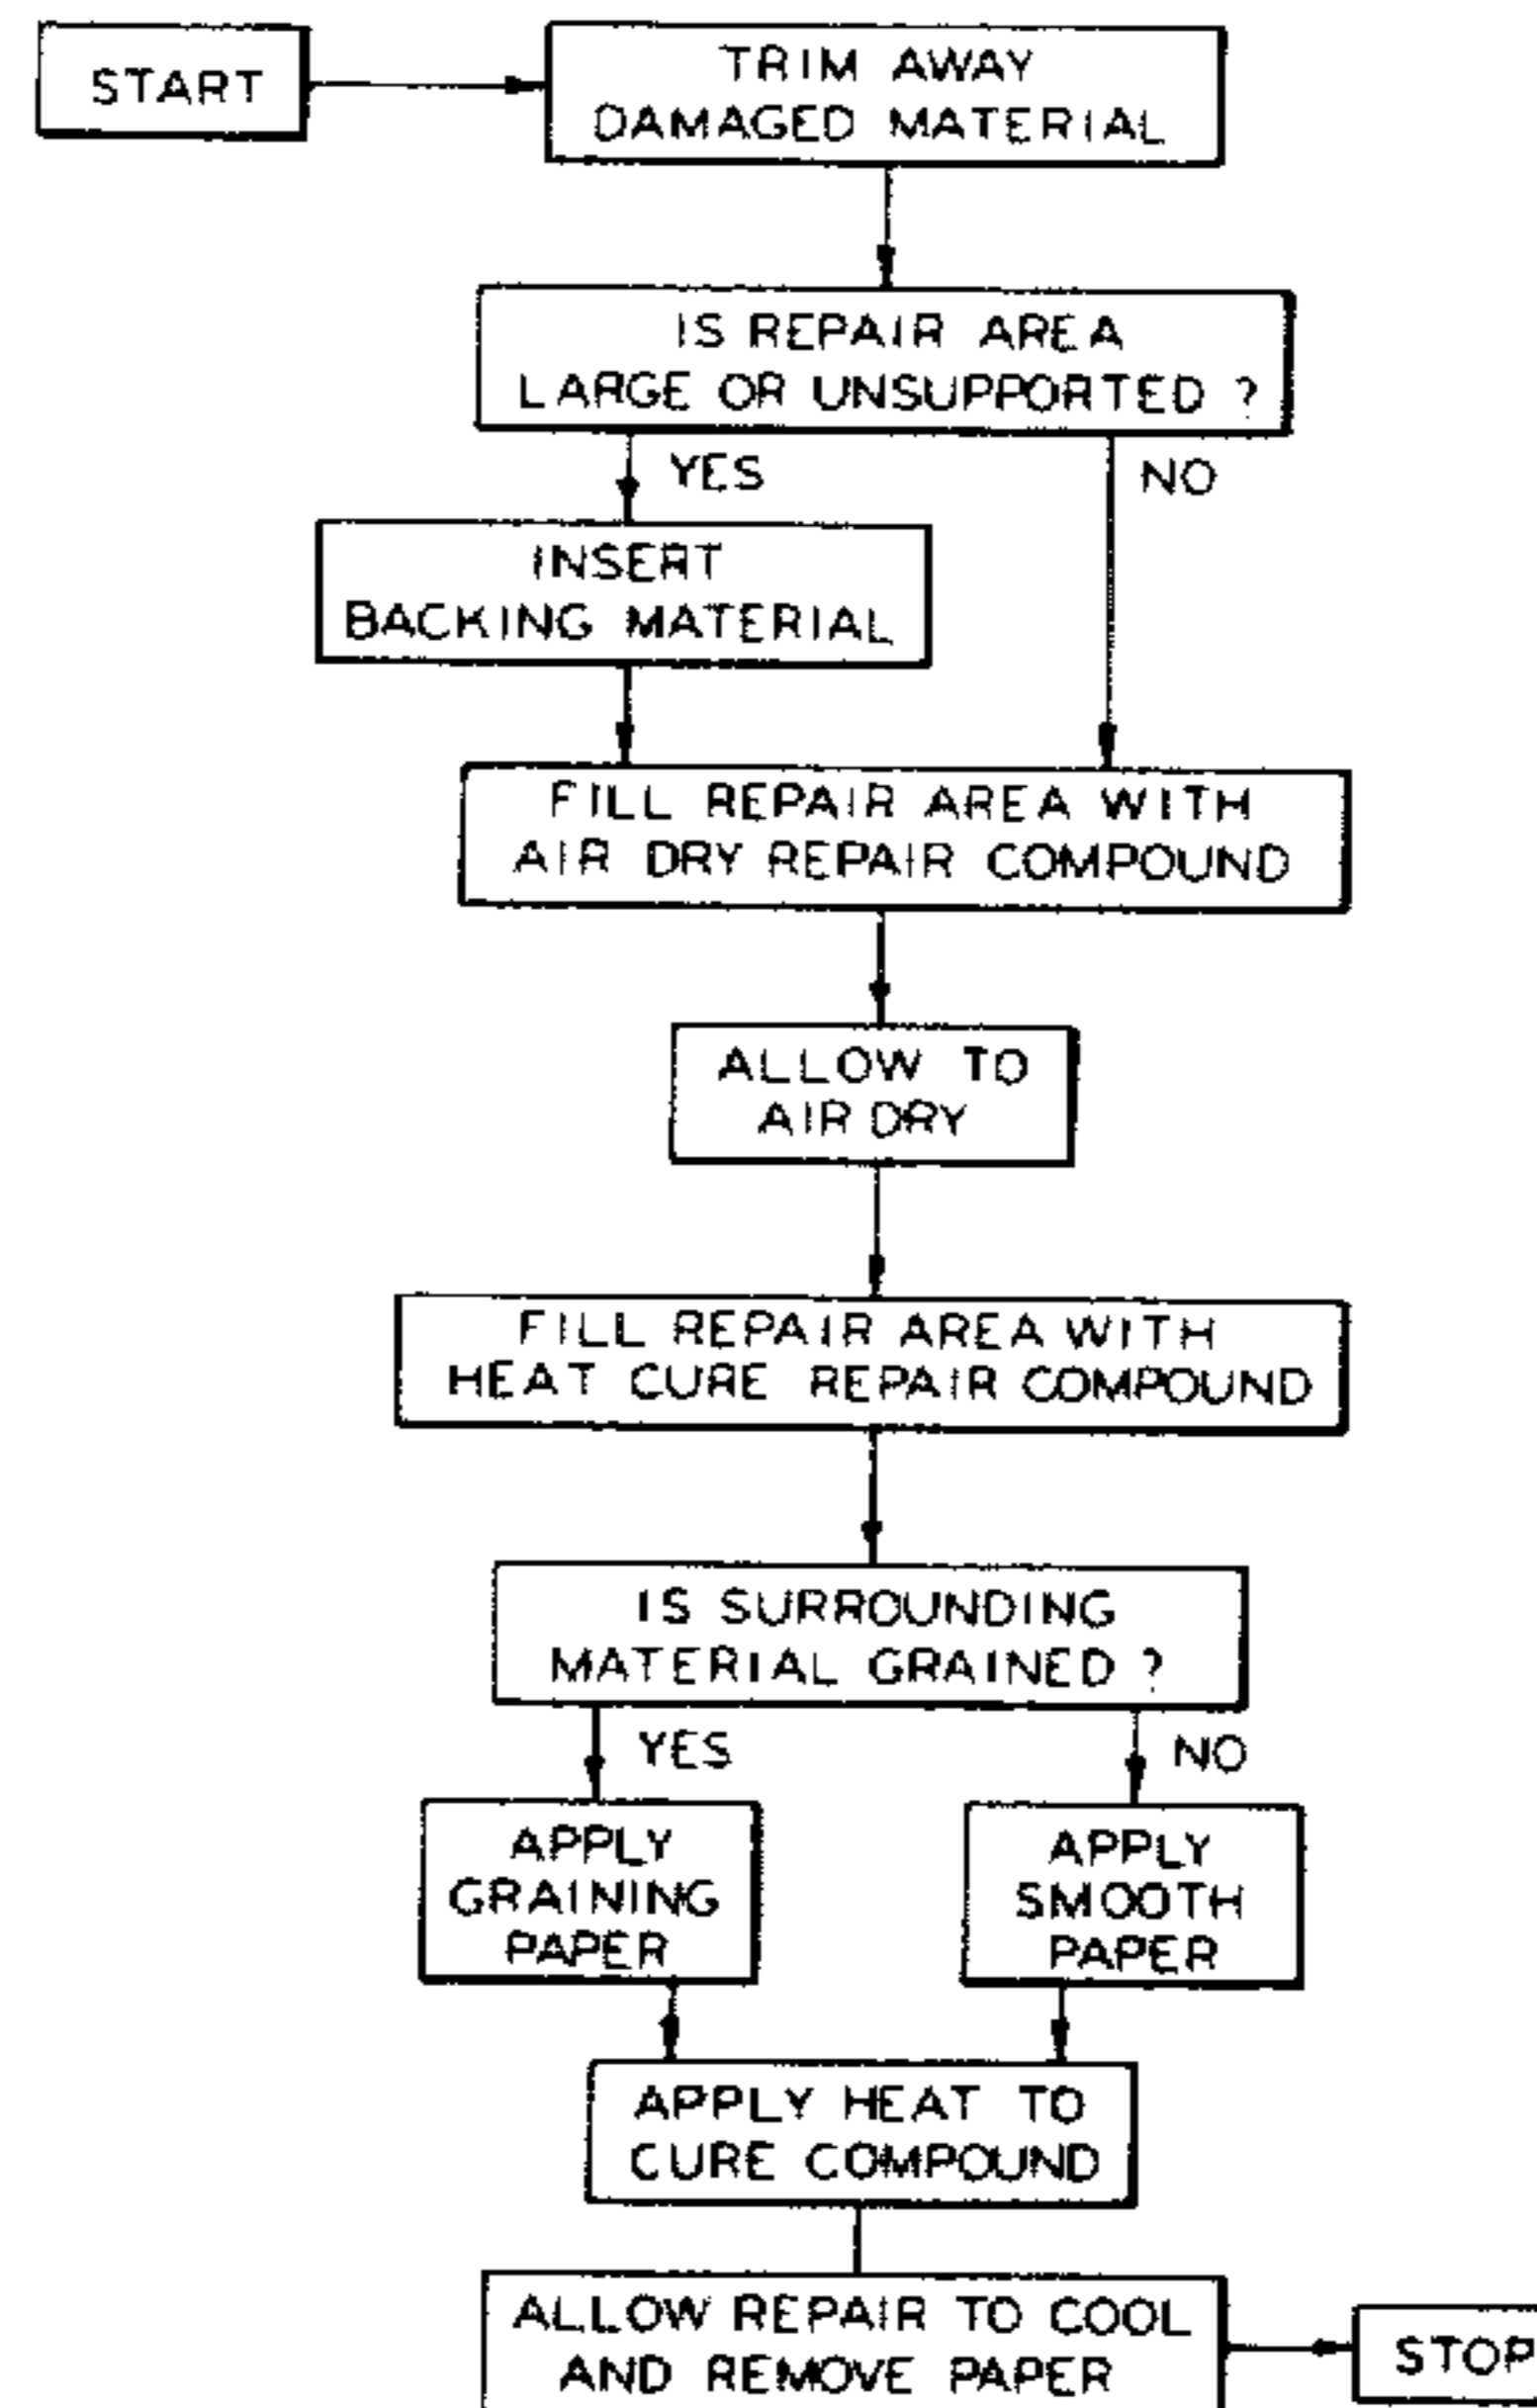 START
TRIM AWAY
DAMAGED MATERIAL
IS REPAIR AREA
LARGE OR UNSUPPORTED ?
YES
NO
INSERT
BACKING MATERIAL
FILL REPAIR AREA WITH
AIR DRY REPAIR COMPOUND
ALLOW TO
AIR DRY
FILL REPAIR AREA WITH
HEAT CURE REPAIR COMPOUND
IS SURROUNDING
MATERIAL GRAINED ?
YES
NO
APPLY
GRAINING
PAPER
APPLY
SMOOTH
PAPER
APPLY HEAT TO
CURE COMPOUND
ALLOW REPAIR TO COOL
AND REMOVE PAPER
STOP